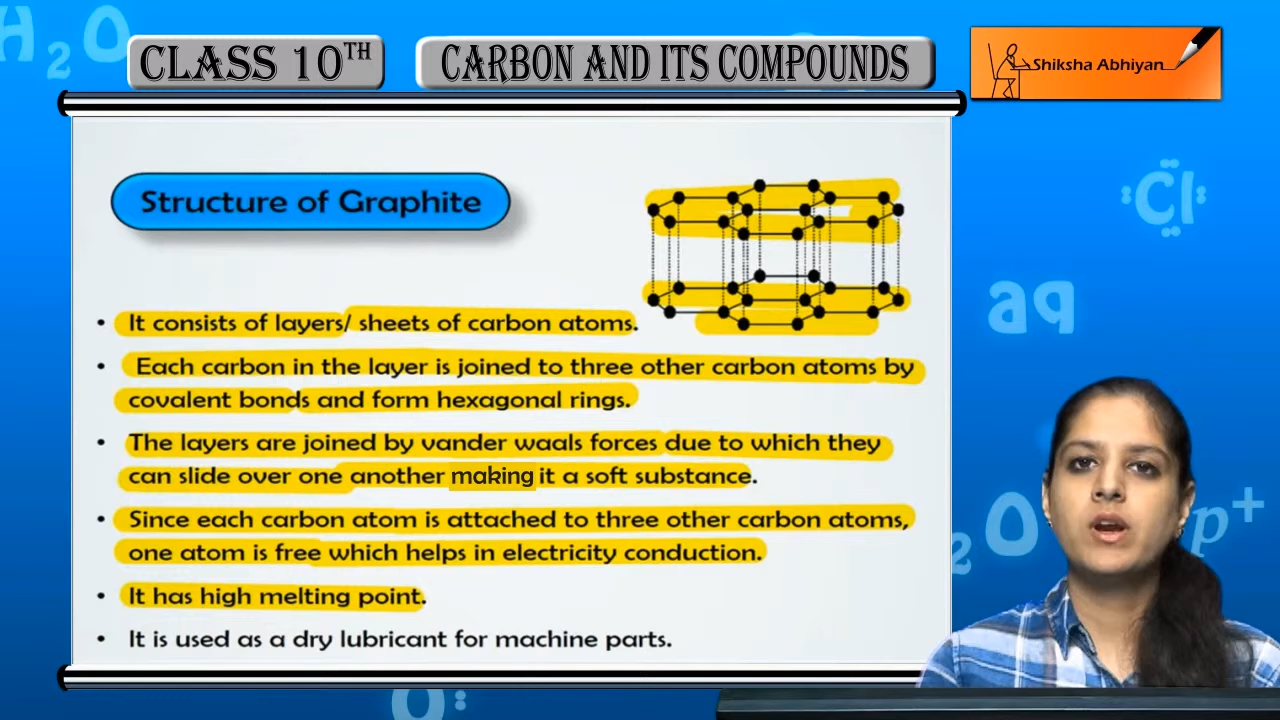 H₂O
CLASS 10TH
CARBON AND ITS COMPOUNDS
Shiksha Abhiyan
Structure of Graphite
Cl
aq
• It consists of layers/ sheets of carbon atoms.
• Each carbon in the layer is joined to three other carbon atoms by
covalent bonds and form hexagonal rings.
• The layers are joined by vander waals forces due to which they
can slide over one another making it a soft substance.
• Since each carbon atom is attached to three other carbon atoms,
one atom is free which helps in electricity conduction.
₂O
p⁺
• It has high melting point.
• It is used as a dry lubricant for machine parts.
O: